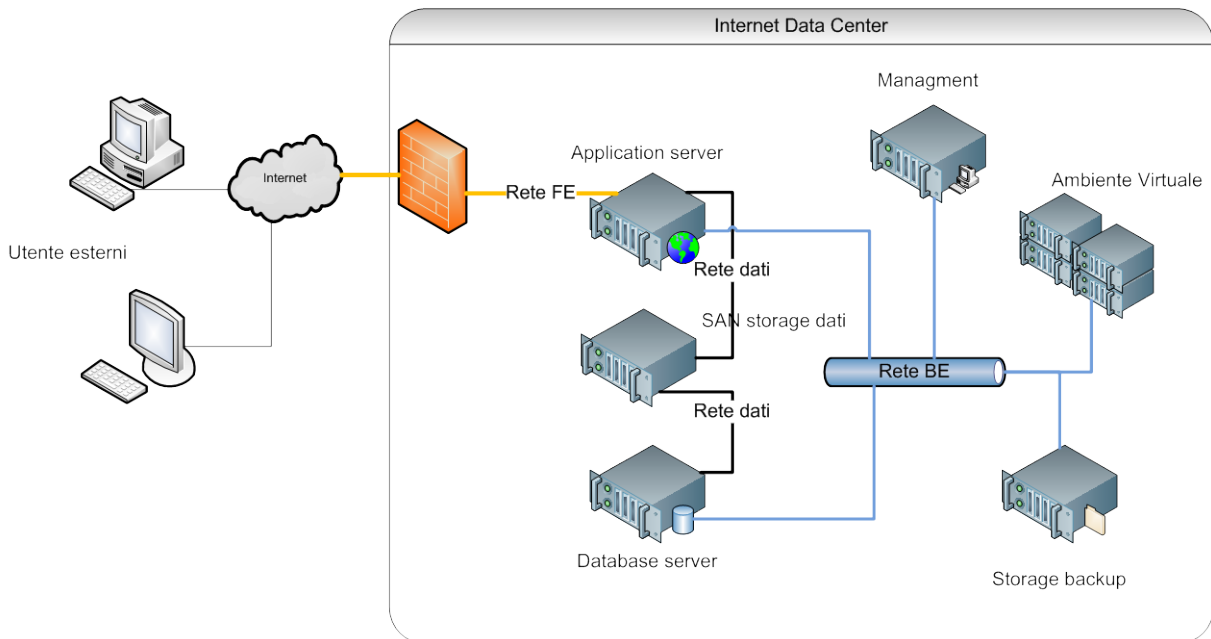 Internet Data Center
Managment
Application server
Ambiente Virtuale
Internet
Rete FE
Utente esterni
Rete dati
SAN storage dati
Rete BE
Rete dati
Database server
Storage backup